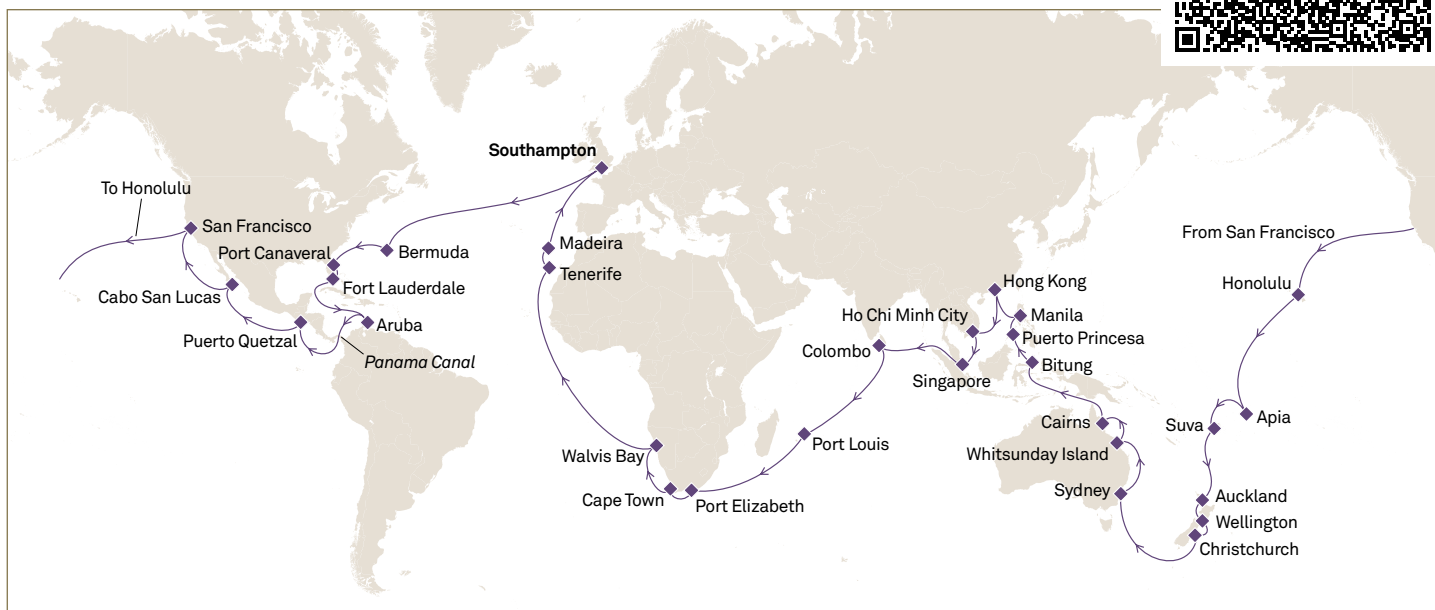 Southampton
To Honolulu
San Francisco
Port Canaveral
Bermuda
Madeira
Tenerife
From San Francisco
Cabo San Lucas
Fort Lauderdale
Hong Kong
Honolulu
Puerto Quetzal
Aruba
Ho Chi Minh City
Manila
Puerto Princesa
Panama Canal
Colombo
Bitung
Singapore
Cairns
Suva
Apia
Walvis Bay
Port Louis
Whitsunday Island
Cape Town
Port Elizabeth
Sydney
Auckland
Wellington
Christchurch